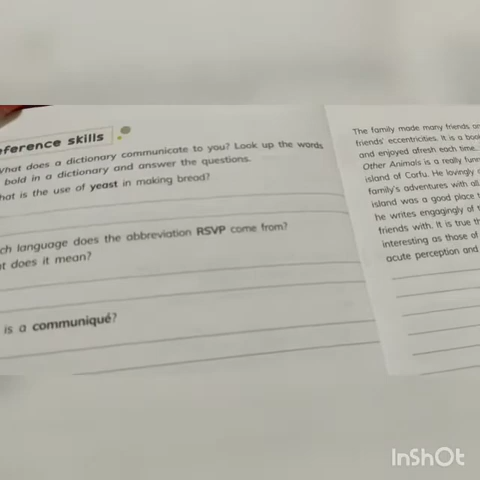 eference skills
What does a dictionary communicate to you? Look up the words
bold in a dictionary and answer the questions.
hat is the use of yeast in making bread?
ch language does the abbreviation RSVP come from?
t does it mean?
is a communiqué?
The family made many friends an
friends' eccentricities. It is a boo
and enjoyed afresh each time.
Other Animals is a really funn
island of Corfu. He lovingly
family's adventures with all
island was a good place t
he writes engagingly of
friends with. It is true th
interesting as those of
acute perception and
InShOt